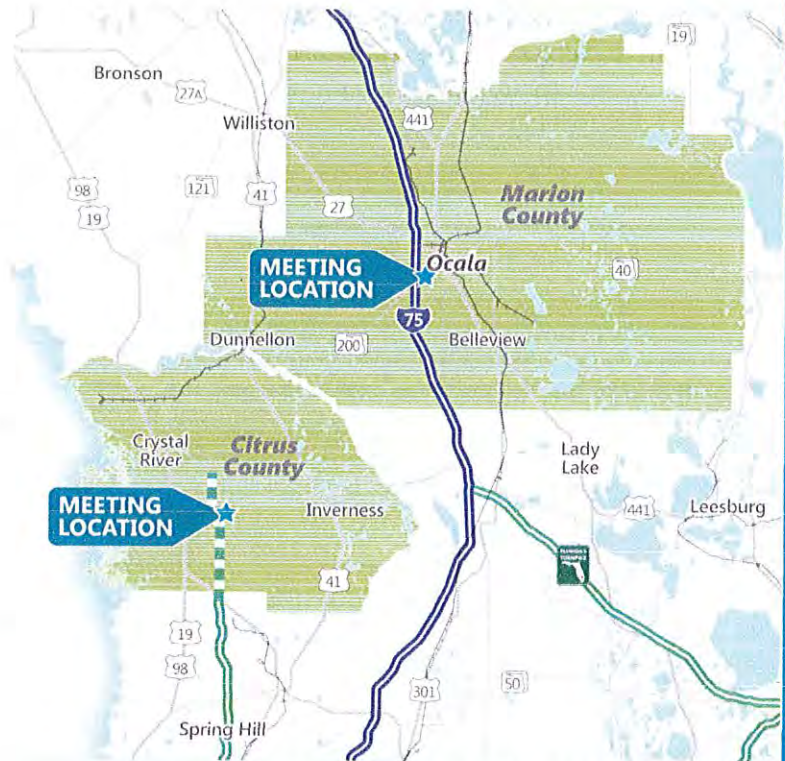 19
Bronson
27A
Williston
441
98
19
121
41
27
Marion
County
MEETING
LOCATION
Ocala
40
75
Dunnellon
200
Belleview
Crystal
River
Citrus
County
Lady
Lake
MEETING
LOCATION
Inverness
441
Leesburg
41
FLORIDA'S
TURNPIKE
19
98
301
50
Spring Hill